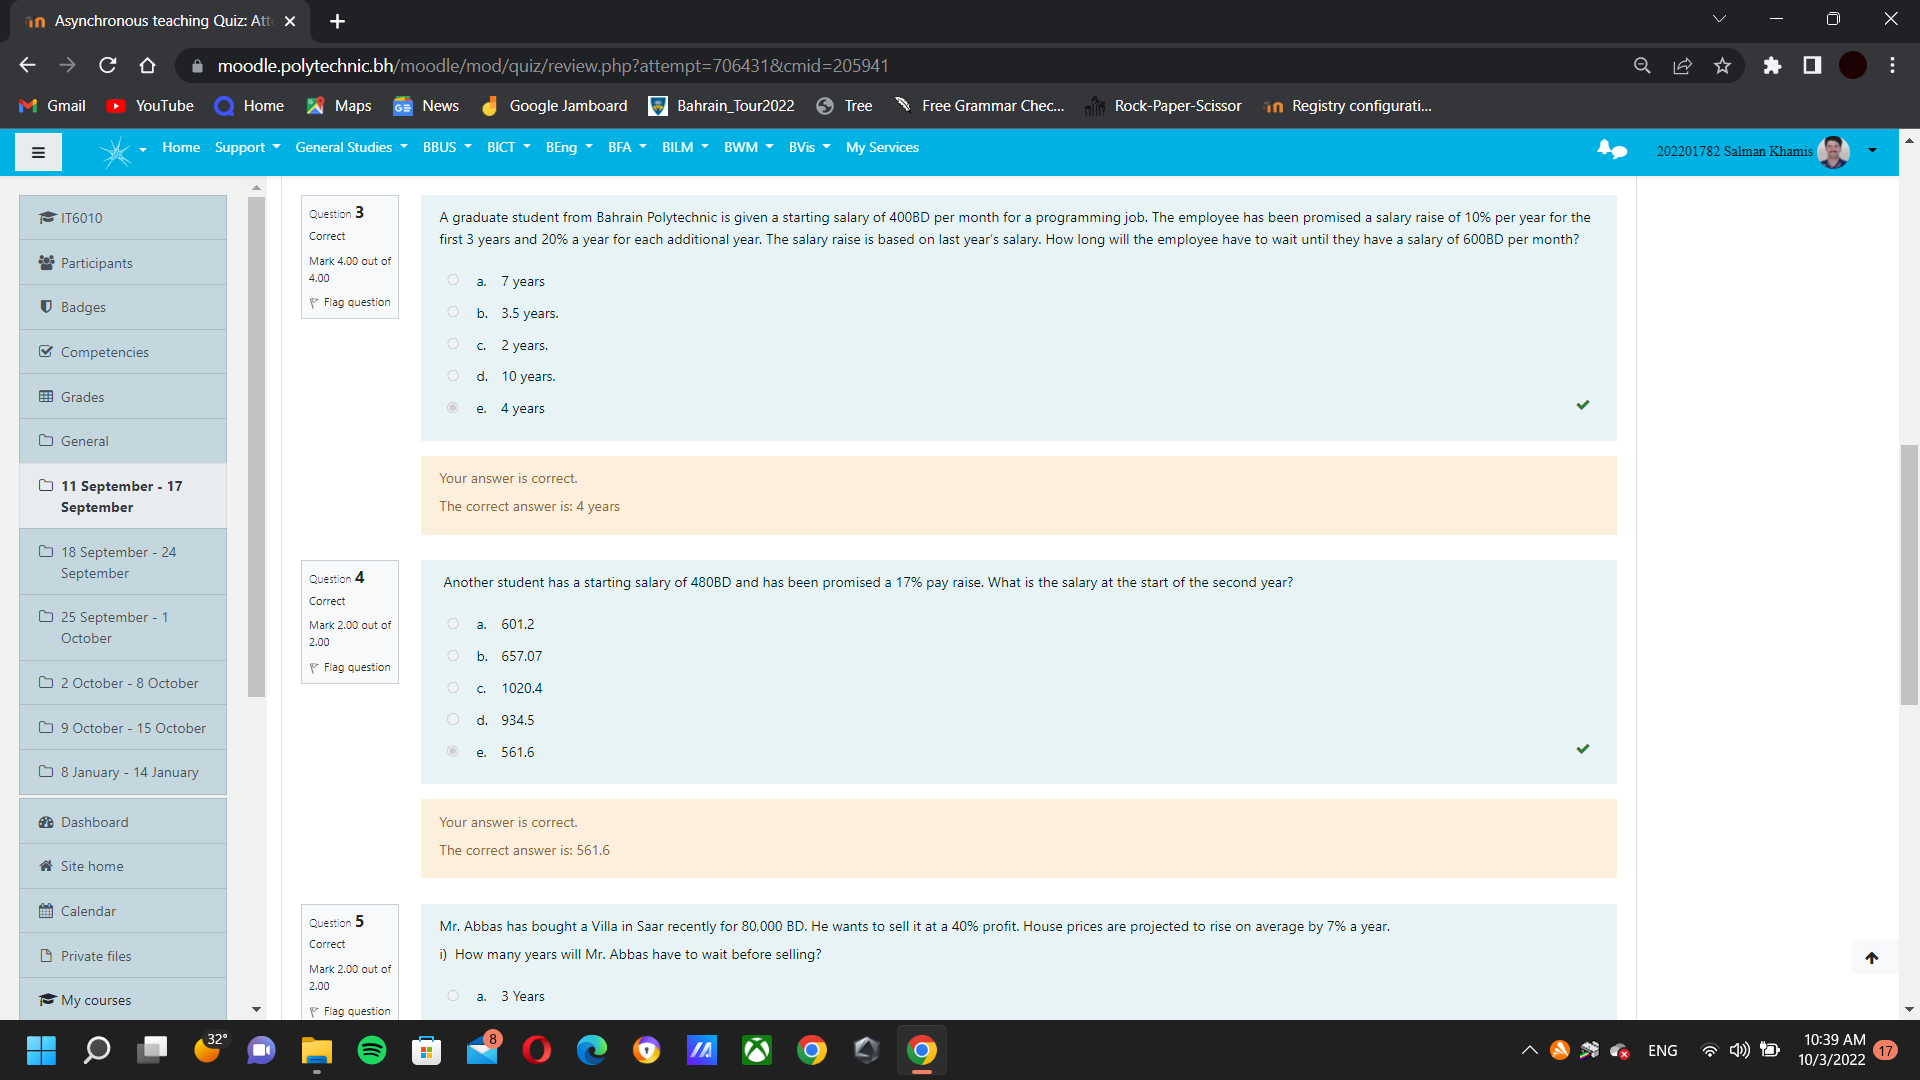 Asynchronous teaching Quiz: Att
moodle.polytechnic.bh/moodle/mod/quiz/review.php?attempt=706431&cmid=205941
Gmail
YouTube
Home
Maps
News
Google Jamboard
Bahrain_Tour2022
Tree
Free Grammar Chec...
Rock-Paper-Scissor
Registry configurati...
Home
Support
General Studies
BBUS
BICT
BEng
BFA
BILM
BWM
BVis
My Services
202201782 Salman Khamis
IT6010
Participants
Badges
Competencies
Grades
General
11 September - 17
September
18 September - 24
September
25 September - 1
October
2 October - 8 October
9 October - 15 October
8 January - 14 January
Dashboard
Site home
Calendar
Private files
My courses
Question 3
Correct
Mark 4.00 out of
4.00
Flag question
A graduate student from Bahrain Polytechnic is given a starting salary of 400BD per month for a programming job. The employee has been promised a salary raise of 10% per year for the
first 3 years and 20% a year for each additional year. The salary raise is based on last year's salary. How long will the employee have to wait until they have a salary of 600BD per month?
a. 7 years
b. 3.5 years.
c. 2 years.
d. 10 years.
e. 4 years
Your answer is correct.
The correct answer is: 4 years
Question 4
Correct
Mark 2.00 out of
2.00
Flag question
Another student has a starting salary of 480BD and has been promised a 17% pay raise. What is the salary at the start of the second year?
a. 601.2
b. 657.07
c. 1020.4
d. 934.5
e. 561.6
Your answer is correct.
The correct answer is: 561.6
Question 5
Correct
Mark 2.00 out of
2.00
Flag question
Mr. Abbas has bought a Villa in Saar recently for 80,000 BD. He wants to sell it at a 40% profit. House prices are projected to rise on average by 7% a year.
i) How many years will Mr. Abbas have to wait before selling?
a. 3 Years
32°
8
ENG
10:39 AM
10/3/2022
17